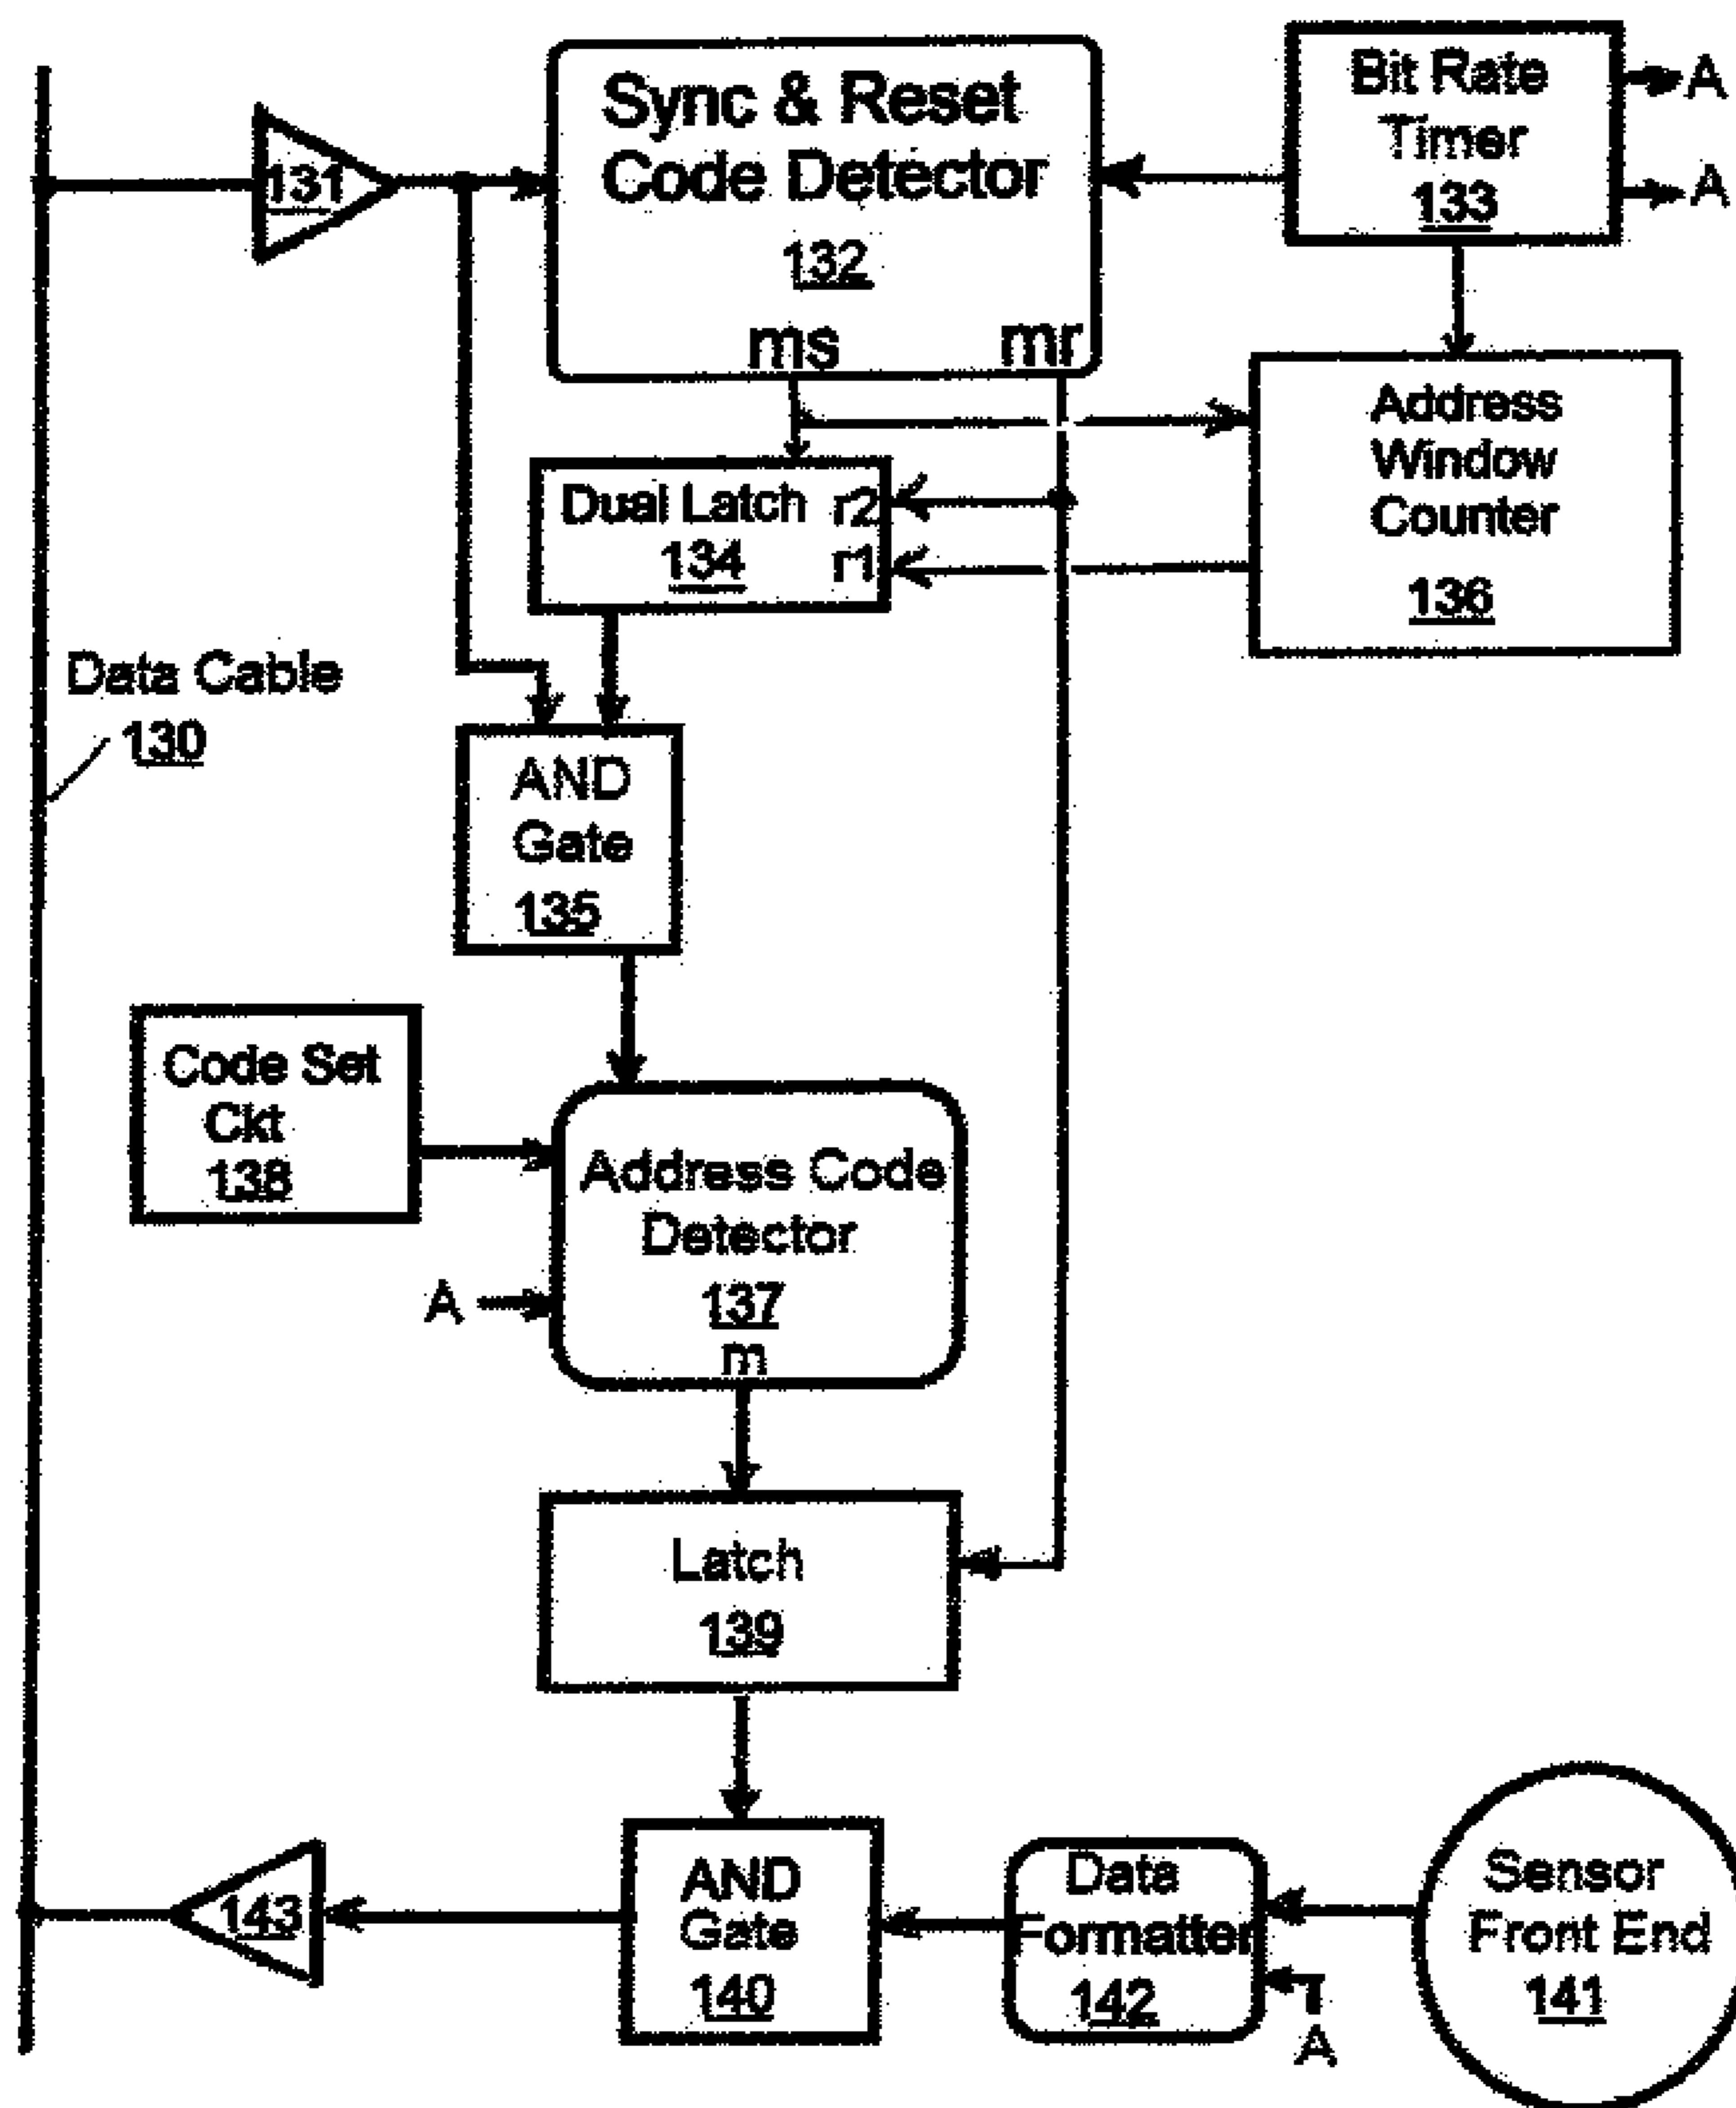 Sync & Reset
Code Detector
132
ms
mr
131
Bit Rate
Timer
133
A
A
Address
Window
Counter
136
Dual Latch
134
r2
r1
Data Cable
130
AND
Gate
135
Code Set
Ckt
138
Address Code
Detector
137
m
A
Latch
139
AND
Gate
140
143
Data
Formatter
142
A
Sensor
Front End
141